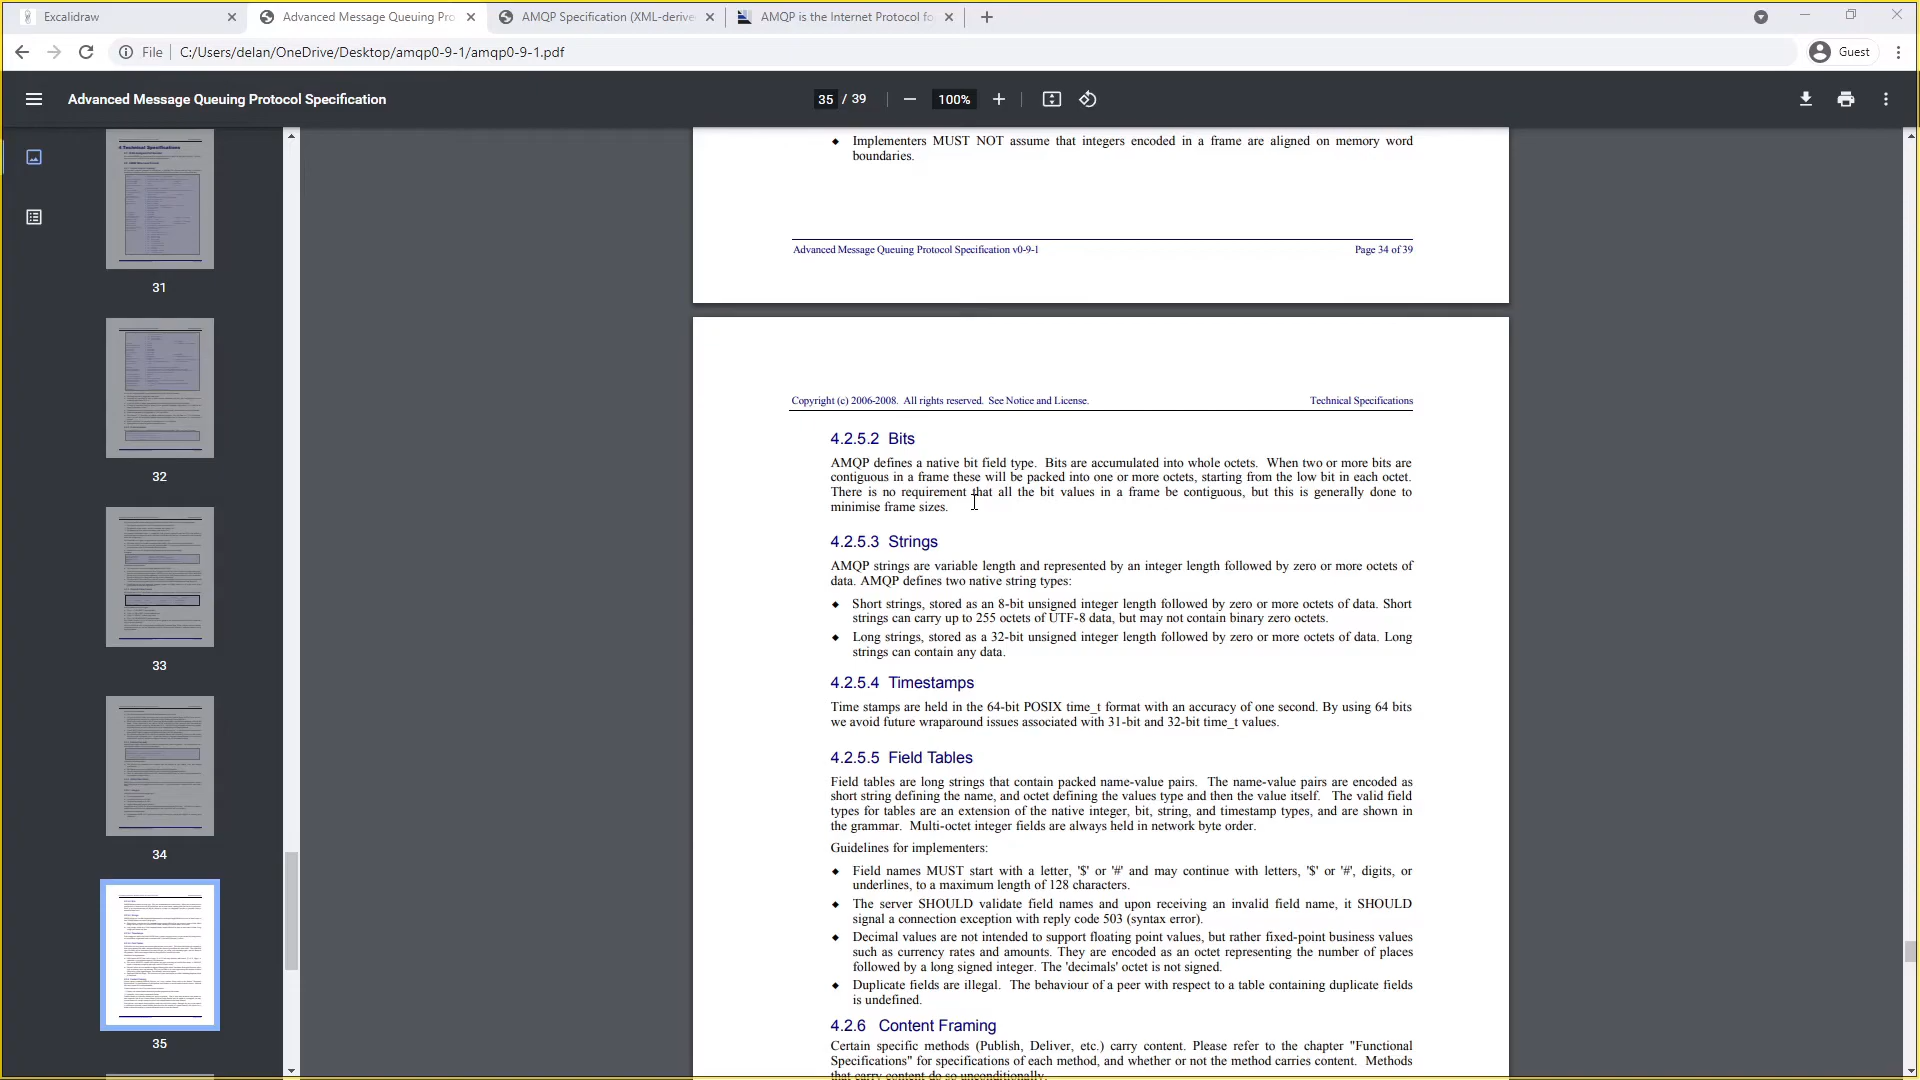 Excalidraw
Advanced Message Queuing Pro
AMQP Specification (XML-derive
AMQP is the Internet Protocol fo
File
C:/Users/delan/OneDrive/Desktop/amqp0-9-1/amqp0-9-1.pdf
Guest
Advanced Message Queuing Protocol Specification
35 / 39
100%
31
32
33
34
35
◆ Implementers MUST NOT assume that integers encoded in a frame are aligned on memory word
boundaries.
Advanced Message Queuing Protocol Specification v0-9-1
Page 34 of 39
Copyright (c) 2006-2008. All rights reserved. See Notice and License.
Technical Specifications
4.2.5.2 Bits
AMQP defines a native bit field type. Bits are accumulated into whole octets. When two or more bits are
contiguous in a frame these will be packed into one or more octets, starting from the low bit in each octet.
There is no requirement that all the bit values in a frame be contiguous, but this is generally done to
minimise frame sizes.
4.2.5.3 Strings
AMQP strings are variable length and represented by an integer length followed by zero or more octets of
data. AMQP defines two native string types:
◆ Short strings, stored as an 8-bit unsigned integer length followed by zero or more octets of data. Short
strings can carry up to 255 octets of UTF-8 data, but may not contain binary zero octets.
◆ Long strings, stored as a 32-bit unsigned integer length followed by zero or more octets of data. Long
strings can contain any data.
4.2.5.4 Timestamps
Time stamps are held in the 64-bit POSIX time_t format with an accuracy of one second. By using 64 bits
we avoid future wraparound issues associated with 31-bit and 32-bit time_t values.
4.2.5.5 Field Tables
Field tables are long strings that contain packed name-value pairs. The name-value pairs are encoded as
short string defining the name, and octet defining the values type and then the value itself. The valid field
types for tables are an extension of the native integer, bit, string, and timestamp types, and are shown in
the grammar. Multi-octet integer fields are always held in network byte order.
Guidelines for implementers:
◆ Field names MUST start with a letter, '$' or '#' and may continue with letters, '$' or '#', digits, or
underlines, to a maximum length of 128 characters.
◆ The server SHOULD validate field names and upon receiving an invalid field name, it SHOULD
signal a connection exception with reply code 503 (syntax error).
◆ Decimal values are not intended to support floating point values, but rather fixed-point business values
such as currency rates and amounts. They are encoded as an octet representing the number of places
followed by a long signed integer. The 'decimals' octet is not signed.
◆ Duplicate fields are illegal. The behaviour of a peer with respect to a table containing duplicate fields
is undefined.
4.2.6 Content Framing
Certain specific methods (Publish, Deliver, etc.) carry content. Please refer to the chapter "Functional
Specifications" for specifications of each method, and whether or not the method carries content. Methods
that carry content do so unconditionally.